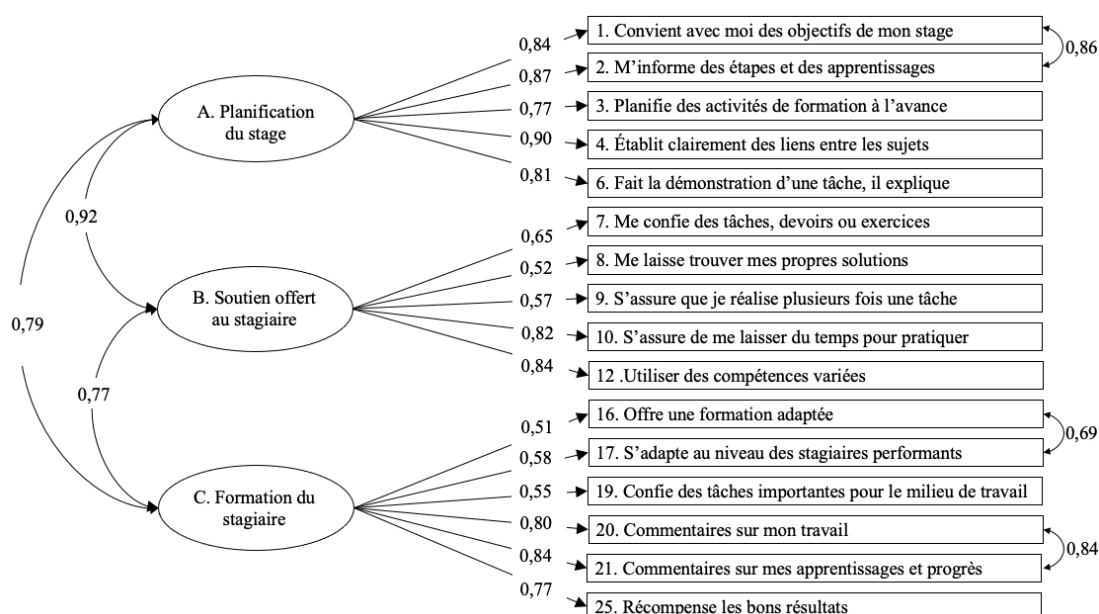 0,84
1. Convient avec moi des objectifs de mon stage
0,86
0,87
2. M’informe des étapes et des apprentissages
A. Planification
du stage
0,77
3. Planifie des activités de formation à l’avance
0,90
4. Établit clairement des liens entre les sujets
0,81
6. Fait la démonstration d’une tâche, il explique
0,92
0,65
7. Me confie des tâches, devoirs ou exercices
0,52
8. Me laisse trouver mes propres solutions
B. Soutien offert
au stagiaire
0,57
9. S’assure que je réalise plusieurs fois une tâche
0,79
0,82
10. S’assure de me laisser du temps pour pratiquer
0,84
12 .Utiliser des compétences variées
0,77
0,51
16. Offre une formation adaptée
0,69
0,58
17. S’adapte au niveau des stagiaires performants
C. Formation du
stagiaire
0,55
19. Confie des tâches importantes pour le milieu de travail
0,80
20. Commentaires sur mon travail
0,84
0,84
21. Commentaires sur mes apprentissages et progrès
0,77
25. Récompense les bons résultats